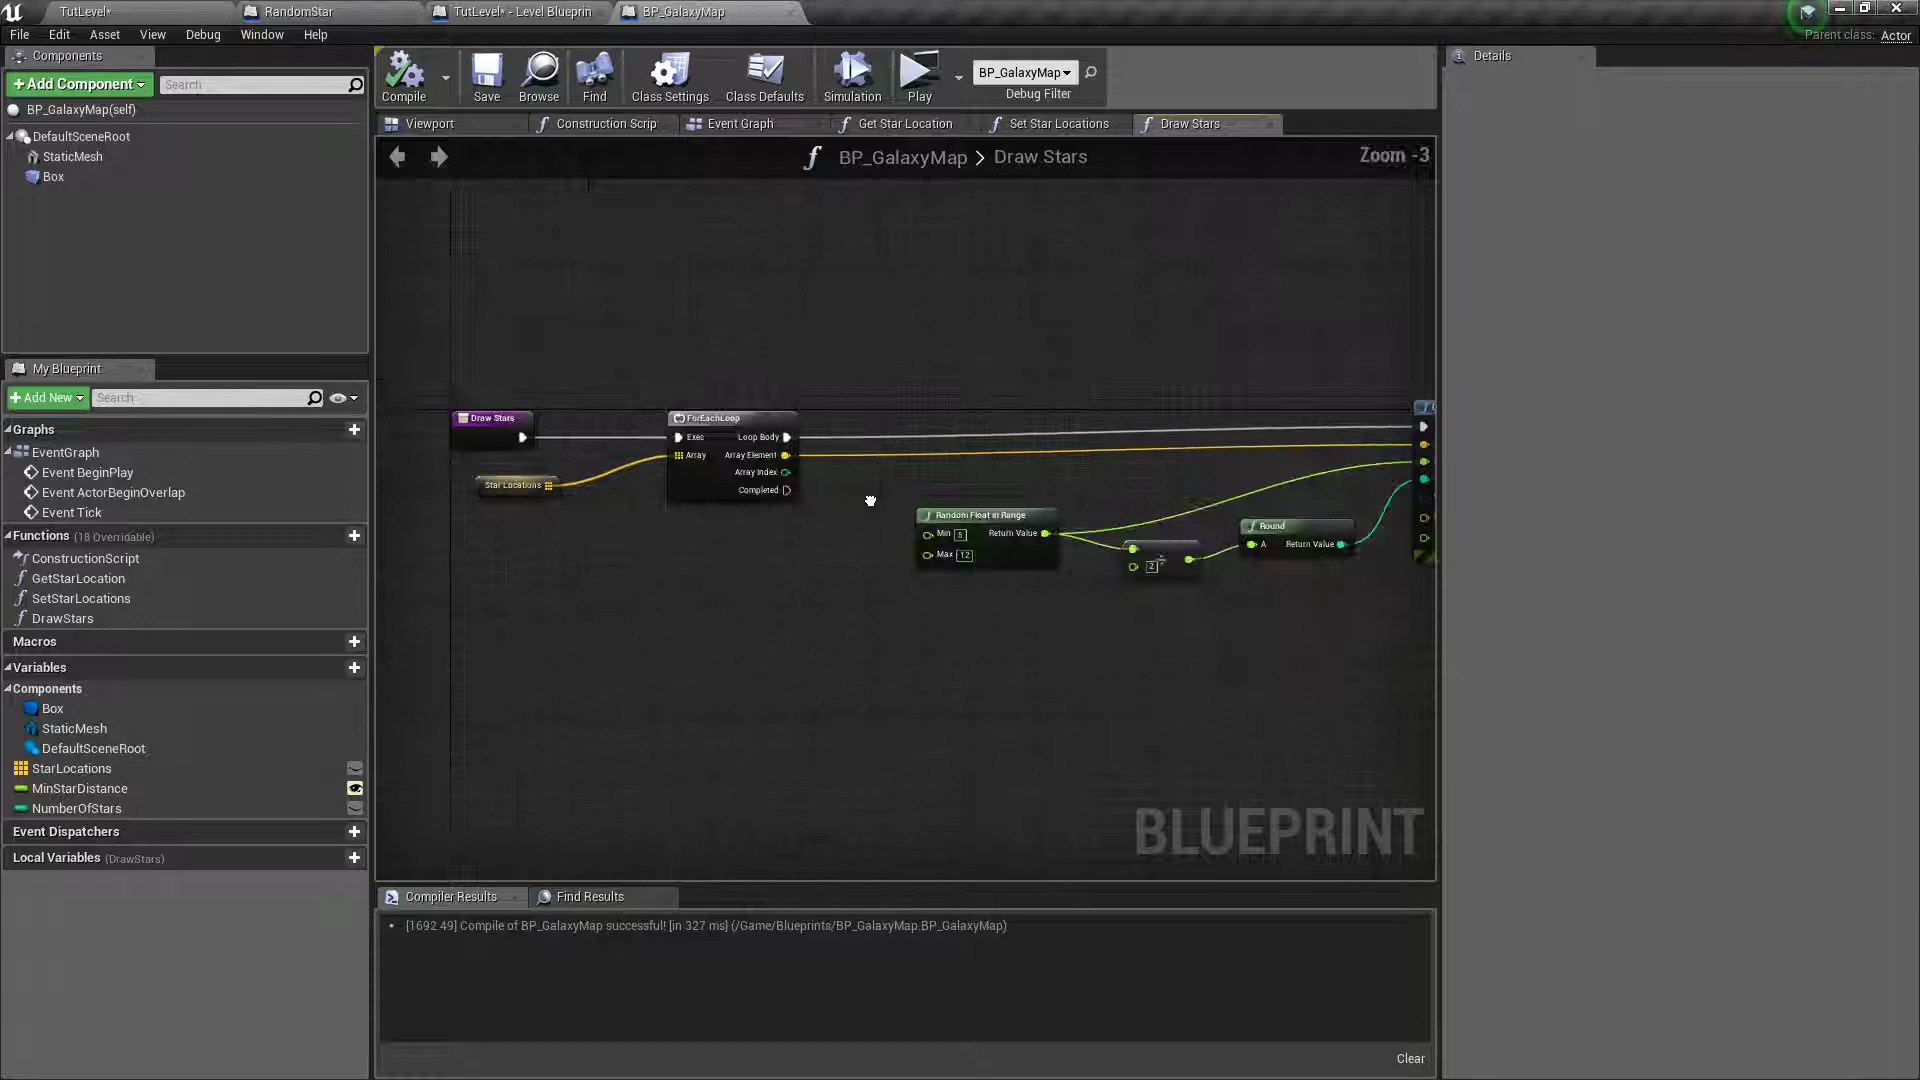 TutLevel*
RandomStar
TutLevel* - Level Blueprin
BP_GalaxyMap
File
Edit
Asset
View
Debug
Window
Help
Parent class: Actor
Components
Details
+Add Component
Search
Compile
Save
Browse
Find
Class Settings
Class Defaults
Simulation
Play
BP_GalaxyMap
Debug Filter
BP_GalaxyMap(self)
DefaultSceneRoot
StaticMesh
Box
Viewport
Construction Scrip
Event Graph
Get Star Location
Set Star Locations
Draw Stars
BP_GalaxyMap > Draw Stars
Zoom -3
My Blueprint
+Add New
Search
Graphs
EventGraph
Event BeginPlay
Event ActorBeginOverlap
Event Tick
Functions (18 Overridable)
ConstructionScript
GetStarLocation
SetStarLocations
DrawStars
Macros
Variables
Components
Box
StaticMesh
DefaultSceneRoot
StarLocations
MinStarDistance
NumberOfStars
Event Dispatchers
Local Variables (DrawStars)
Draw Stars
ForEachLoop
Exec
Loop Body
Array
Array Element
Array Index
Completed
Star Locations
Random Float in Range
Min 5
Return Value
Max 12
2
÷
Round
A
Return Value
BLUEPRINT
Compiler Results
Find Results
• [1692.49] Compile of BP_GalaxyMap successful! [in 327 ms] (/Game/Blueprints/BP_GalaxyMap.BP_GalaxyMap)
Clear